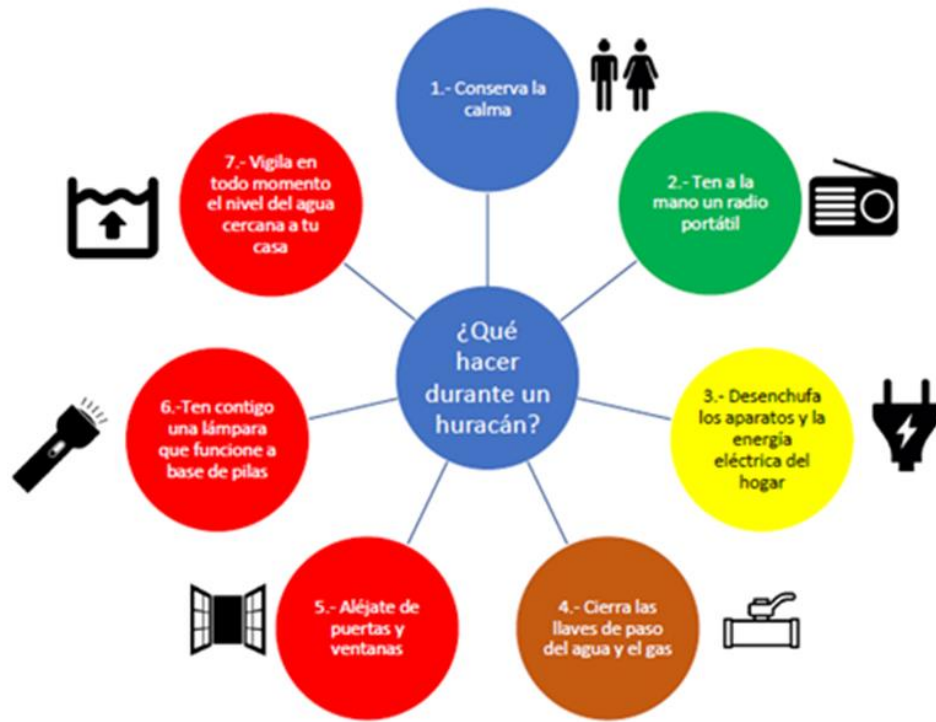 ¿Qué
hacer
durante un
huracán?
1.- Conserva la
calma
2.- Ten a la
mano un radio
portátil
3.- Desenchufa
los aparatos y la
energía
eléctrica del
hogar
4.- Cierra las
llaves de paso
del agua y el gas
5.- Aléjate de
puertas y
ventanas
6.-Ten contigo
una lámpara
que funcione a
base de pilas
7.- Vigila en
todo momento
el nivel del agua
cercana a tu
casa